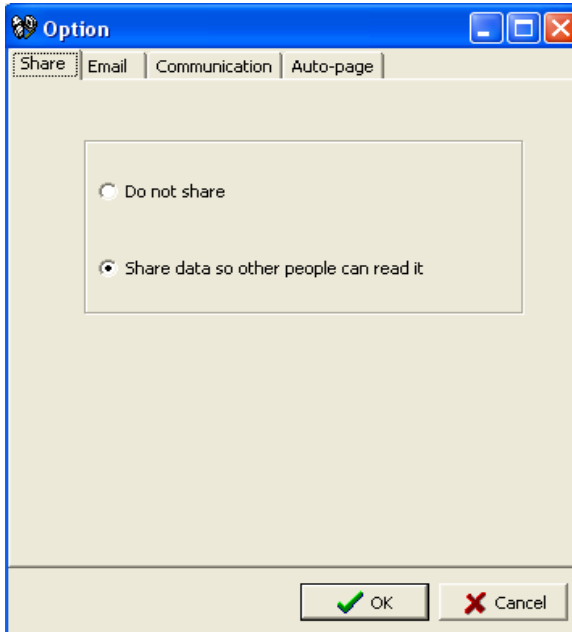 Option
Share Email Communication Auto-page
Do not share
Share data so other people can read it
OK Cancel